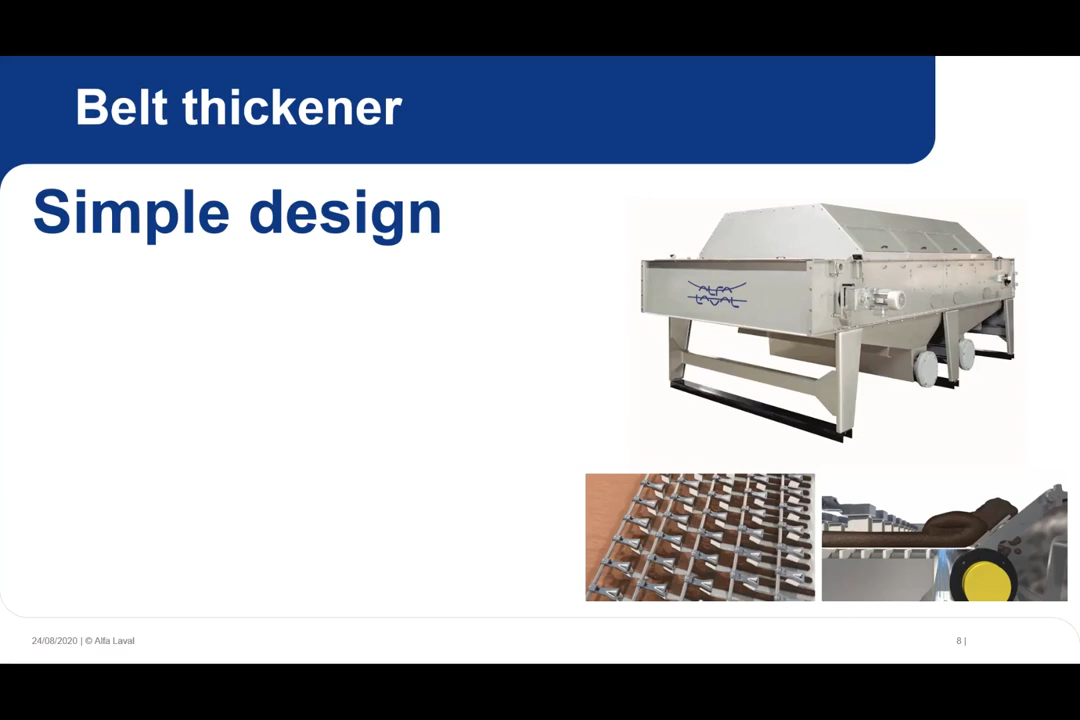 Belt thickener
Simple design
ALFA
LAVAL
24/08/2020 | © Alfa Laval
8 |